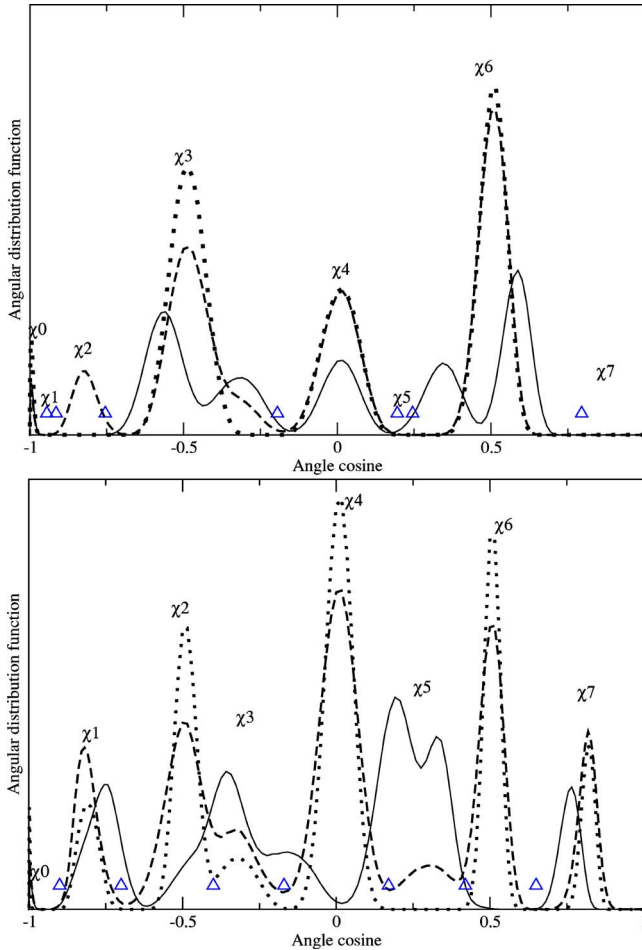 χ6
χ3
χ4
χ0
χ2
χ7
χ1
χ5
Angular distribution function
-1
-0.5
0
0.5
Angle cosine
χ4
χ6
χ2
χ3
χ5
χ7
χ1
χ0
Angular distribution function
-1
-0.5
0
0.5
Angle cosine